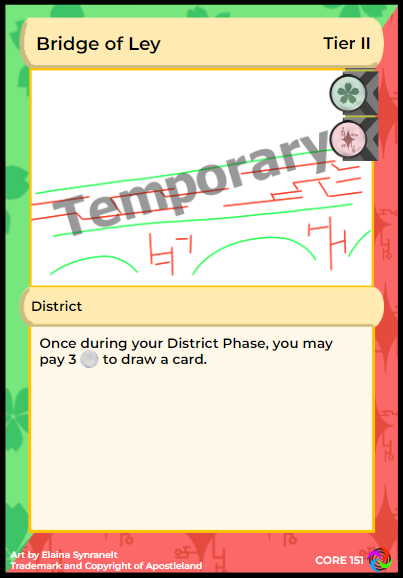 Bridge of Ley
Tier II
Temporary
District
Once during your District Phase, you may
pay 3 to draw a card.
Art by Elaina Synranelt
Trademark and Copyright of Apostleland
CORE 151